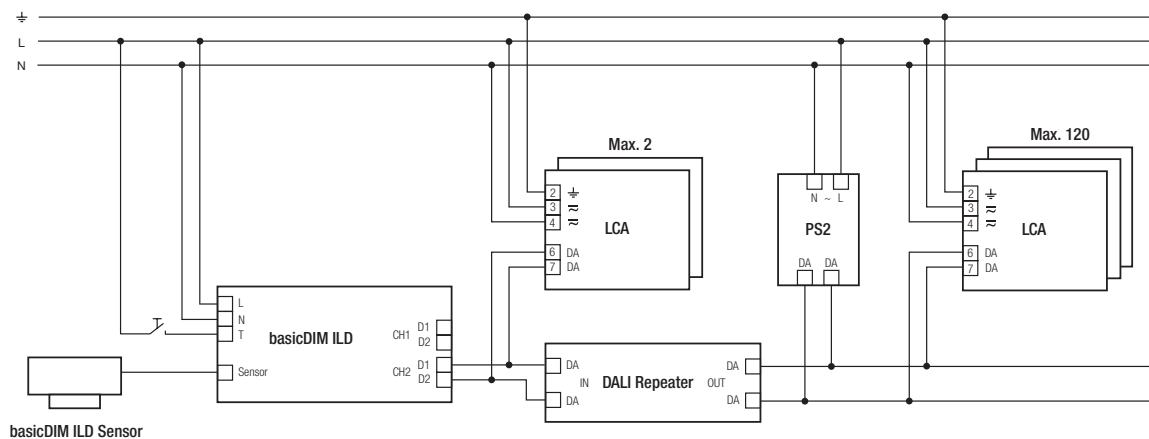 ⏚
L
N
Max. 2
Max. 120
2 ⏚
3 ≂
4 ≂
LCA
6 DA
7 DA
N ~ L
PS2
DA DA
2 ⏚
3 ≂
4 ≂
LCA
6 DA
7 DA
L
N
T
Sensor
basicDIM ILD
CH1 D1
D2
CH2 D1
D2
DA
IN
DA
DALI Repeater
DA
OUT
DA
basicDIM ILD Sensor